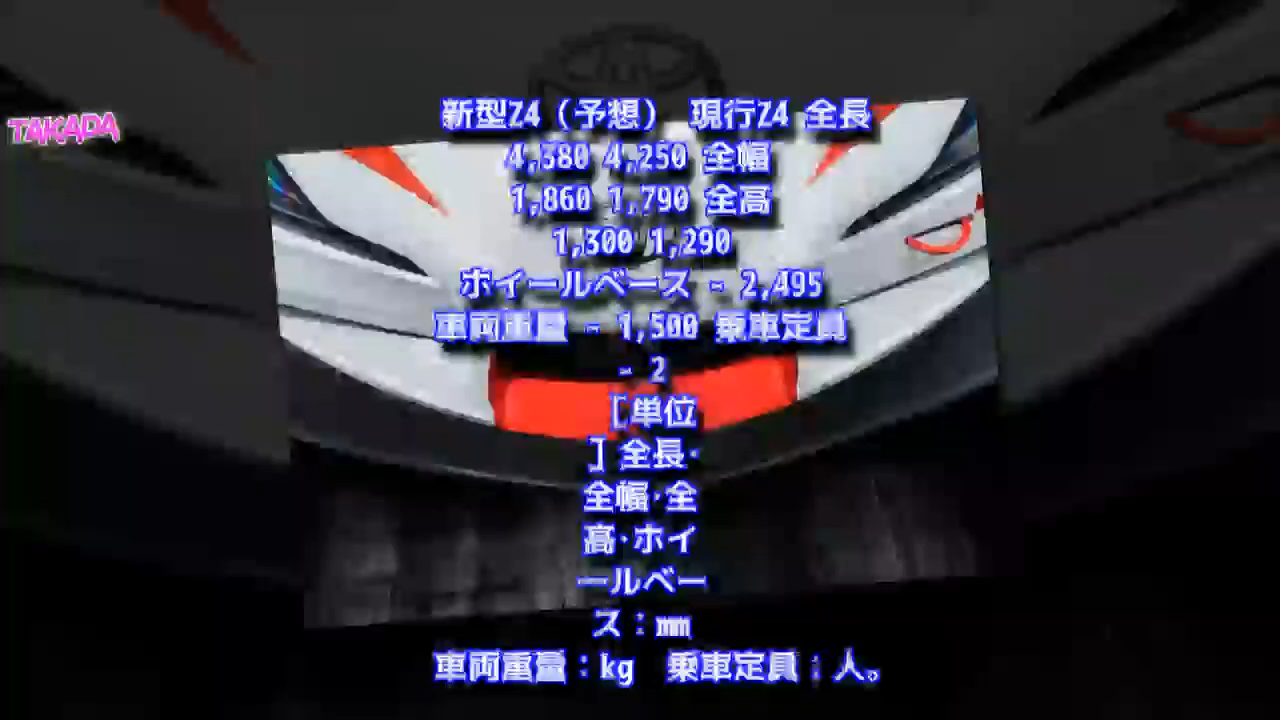 TAKADA
新型Z4（予想） 現行Z4 全長
4,380 4,250 全幅
1,860 1,790 全高
1,300 1,290
ホイールベース - 2,495
車両重量 - 1,500 乗車定員
- 2
［単位
］全長・
全幅・全
高・ホイ
ールベー
ス：mm
車両重量：kg 乗車定員：人。